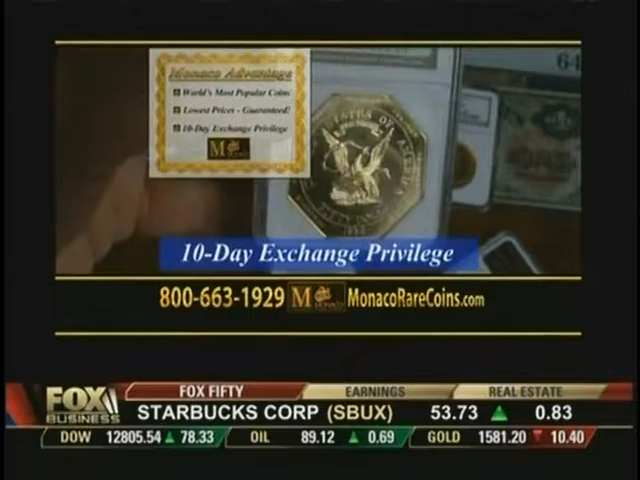 Monaco Advantage
World's Most Popular Coins
Lowest Prices - Guaranteed!
10-Day Exchange Privilege
M
64
STATES OF AMERICA
10-Day Exchange Privilege
800-663-1929 M MonacoRareCoins.com
FOX FIFTY EARNINGS REAL ESTATE
FOX BUSINESS
STARBUCKS CORP (SBUX) 53.73 ▲ 0.83
DOW 12805.54 ▲ 78.33 OIL 89.12 ▲ 0.69 GOLD 1581.20 ▼ 10.40